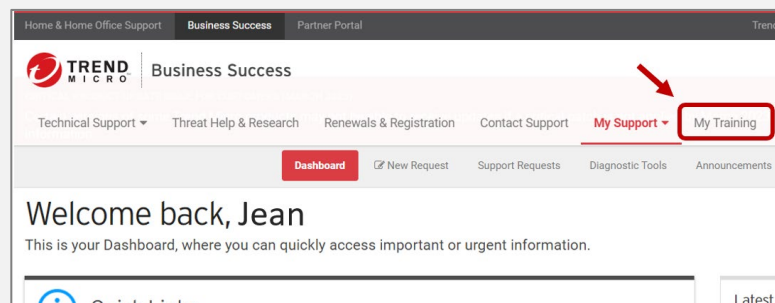 Home & Home Office Support Business Success Partner Portal Trend
TREND MICRO Business Success
Technical Support Threat Help & Research Renewals & Registration Contact Support My Support My Training
Dashboard New Request Support Requests Diagnostic Tools Announcements
Welcome back, Jean
This is your Dashboard, where you can quickly access important or urgent information.
Latest